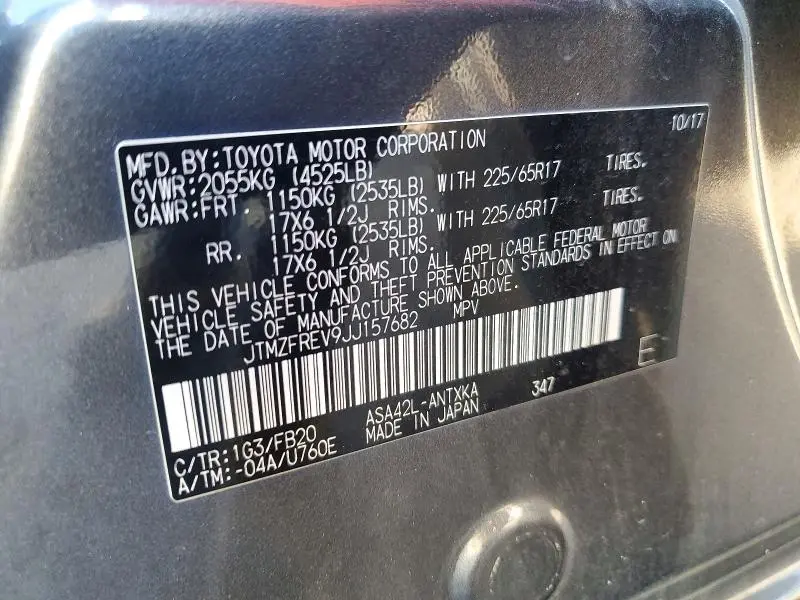 10/17
MFD. BY: TOYOTA MOTOR CORPORATION
GVWR: 2055KG (4525LB)
GAWR: FRT. 1150KG (2535LB) WITH 225/65R17 TIRES.
17X6 1/2J RIMS.
RR. 1150KG (2535LB) WITH 225/65R17 TIRES.
17X6 1/2J RIMS.
THIS VEHICLE CONFORMS TO ALL APPLICABLE FEDERAL MOTOR
VEHICLE SAFETY AND THEFT PREVENTION STANDARDS IN EFFECT ON
THE DATE OF MANUFACTURE SHOWN ABOVE.
JTMZFREV9JJ157682 MPV
E
C/TR: 1G3/FB20 ASA42L-ANTXKA 347
A/TM: -04A/U760E MADE IN JAPAN